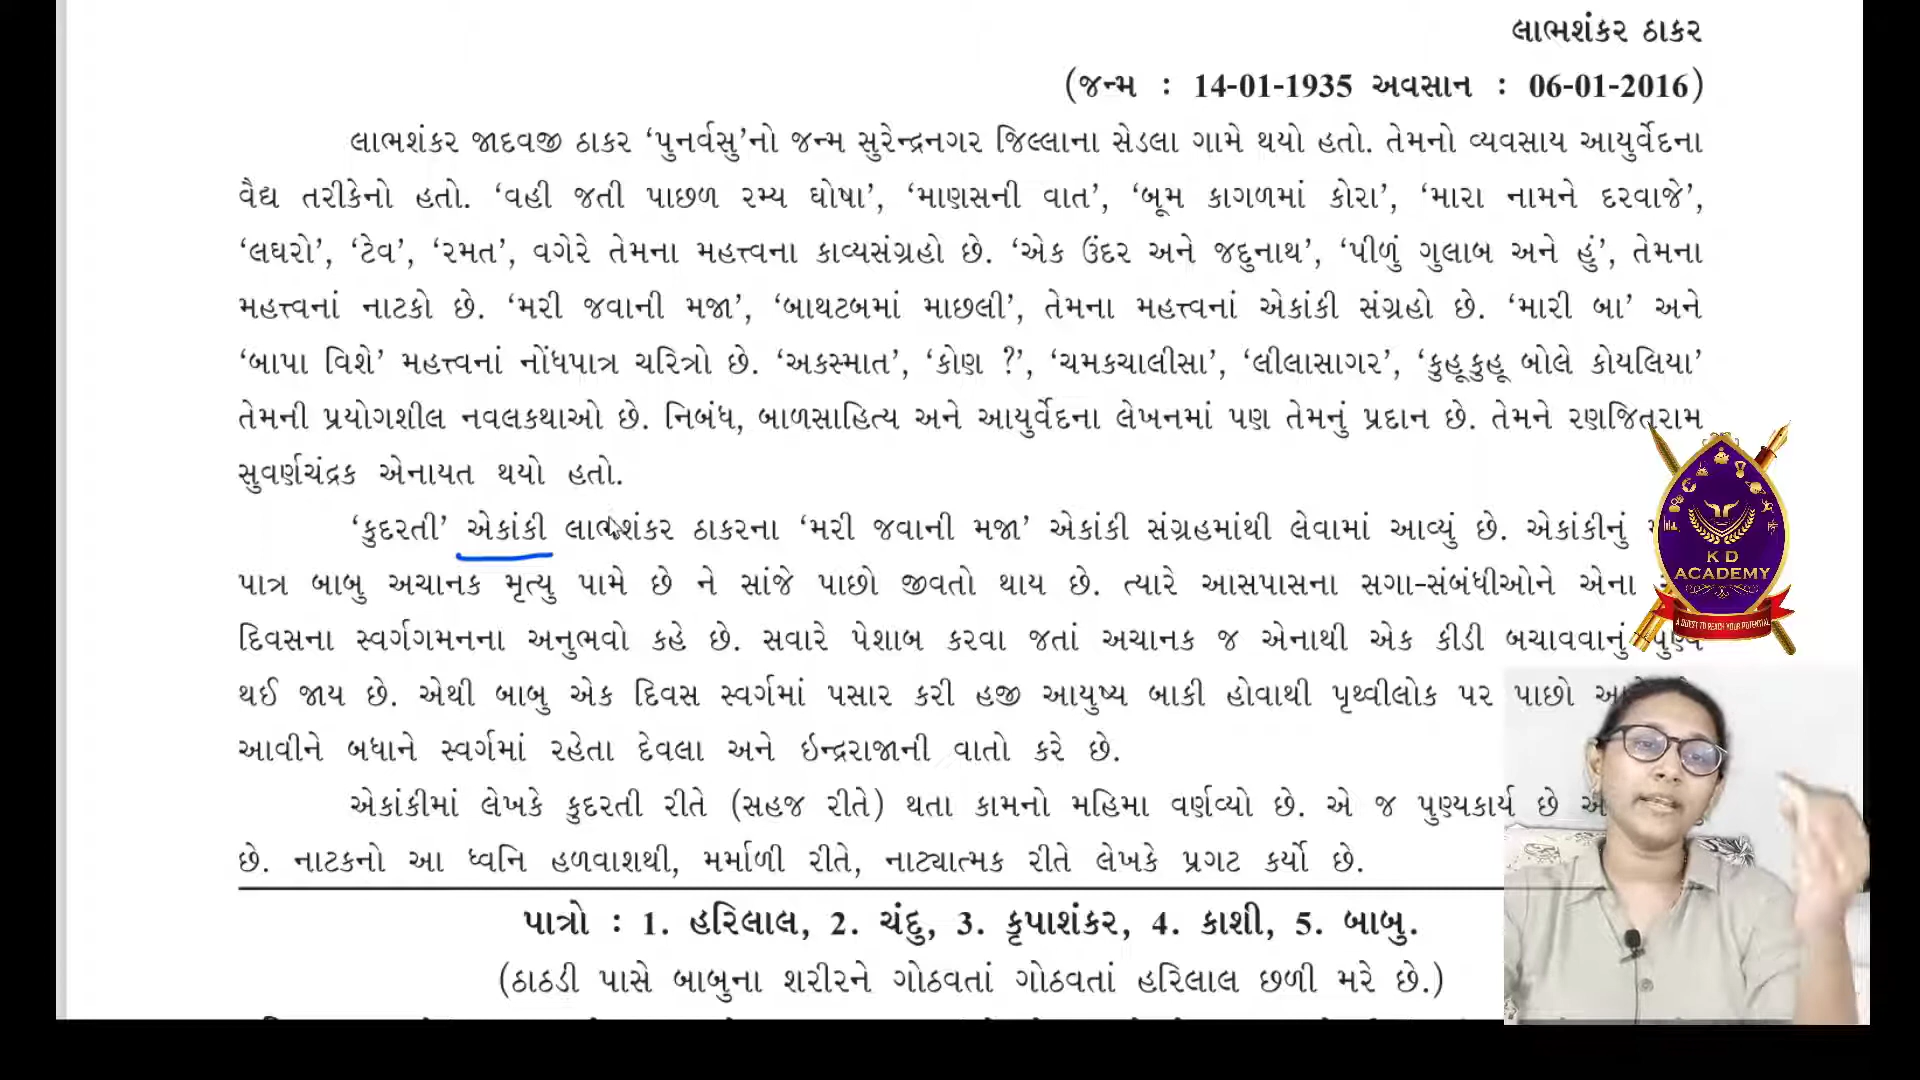 લાભશંકર ઠાકર
(જન્મ : 14-01-1935 અવસાન : 06-01-2016)
લાભશંકર જાદવજી ઠાકર ‘પુનર્વસુ’નો જન્મ સુરેન્દ્રનગર જિલ્લાના સેડલા ગામે થયો હતો. તેમનો વ્યવસાય આયુર્વેદના
વૈદ્ય તરીકેનો હતો. ‘વહી જતી પાછળ રમ્ય ઘોષા’, ‘માણસની વાત’, ‘બૂમ કાગળમાં કોરા’, ‘મારા નામને દરવાજે’,
‘લઘરો’, ‘ટેવ’, ‘રમત’, વગેરે તેમના મહત્ત્વના કાવ્યસંગ્રહો છે. ‘એક ઉંદર અને જદુનાથ’, ‘પીળું ગુલાબ અને હું’, તેમના
મહત્ત્વનાં નાટકો છે. ‘મરી જવાની મજા’, ‘બાથટબમાં માછલી’, તેમના મહત્ત્વનાં એકાંકી સંગ્રહો છે. ‘મારી બા’ અને
‘બાપા વિશે’ મહત્ત્વનાં નોંધપાત્ર ચરિત્રો છે. ‘અકસ્માત’, ‘કોણ ?’, ‘ચમકચાલીસા’, ‘લીલાસાગર’, ‘કુહૂકુહૂ બોલે કોયલિયા’
તેમની પ્રયોગશીલ નવલકથાઓ છે. નિબંધ, બાળસાહિત્ય અને આયુર્વેદના લેખનમાં પણ તેમનું પ્રદાન છે. તેમને રણજિતરામ
સુવર્ણચંદ્રક એનાયત થયો હતો.
‘કુદરતી’ એકાંકી લાભશંકર ઠાકરના ‘મરી જવાની મજા’ એકાંકી સંગ્રહમાંથી લેવામાં આવ્યું છે. એકાંકીનું
પાત્ર બાબુ અચાનક મૃત્યુ પામે છે ને સાંજે પાછો જીવતો થાય છે. ત્યારે આસપાસના સગા-સંબંધીઓને એના
દિવસના સ્વર્ગગમનના અનુભવો કહે છે. સવારે પેશાબ કરવા જતાં અચાનક જ એનાથી એક કીડી બચાવવાનું પુણ્ય
થઈ જાય છે. એથી બાબુ એક દિવસ સ્વર્ગમાં પસાર કરી હજી આયુષ્ય બાકી હોવાથી પૃથ્વીલોક પર પાછો
આવીને બધાને સ્વર્ગમાં રહેતા દેવલા અને ઇન્દ્રરાજાની વાતો કરે છે.
એકાંકીમાં લેખકે કુદરતી રીતે (સહજ રીતે) થતા કામનો મહિમા વર્ણવ્યો છે. એ જ પુણ્યકાર્ય છે
છે. નાટકનો આ ધ્વનિ હળવાશથી, મર્માળી રીતે, નાટ્યાત્મક રીતે લેખકે પ્રગટ કર્યો છે.
પાત્રો : 1. હરિલાલ, 2. ચંદુ, 3. કૃપાશંકર, 4. કાશી, 5. બાબુ.
(ઠાઠડી પાસે બાબુના શરીરને ગોઠવતાં ગોઠવતાં હરિલાલ છળી મરે છે.)
K D
ACADEMY
A QUEST TO REACH YOUR POTENTIAL